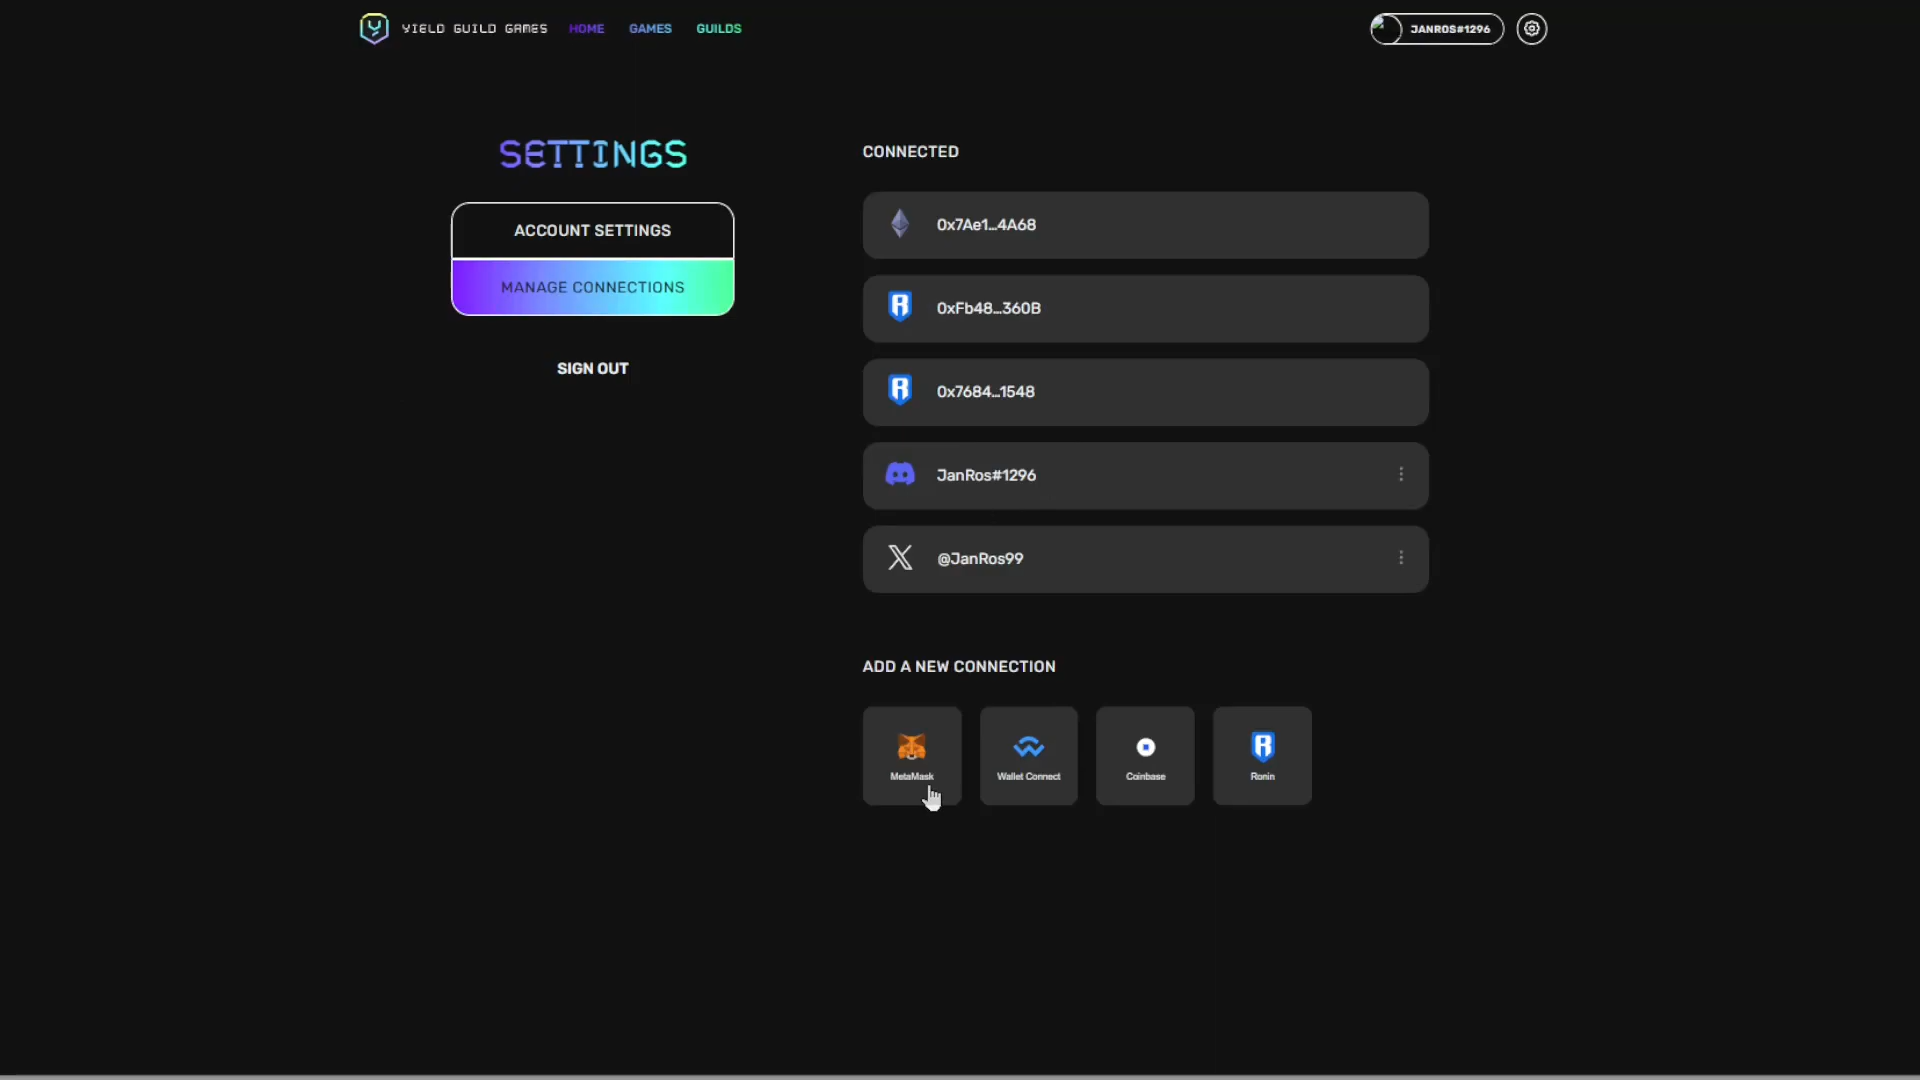 YIELD GUILD GAMES HOME GAMES GUILDS JANROS#1296
SETTINGS
ACCOUNT SETTINGS
MANAGE CONNECTIONS
SIGN OUT
CONNECTED
0x7Ae1...4A68
0xFb48...360B
0x7684...1548
JanRos#1296
@JanRos99
ADD A NEW CONNECTION
MetaMask Wallet Connect Coinbase Ronin